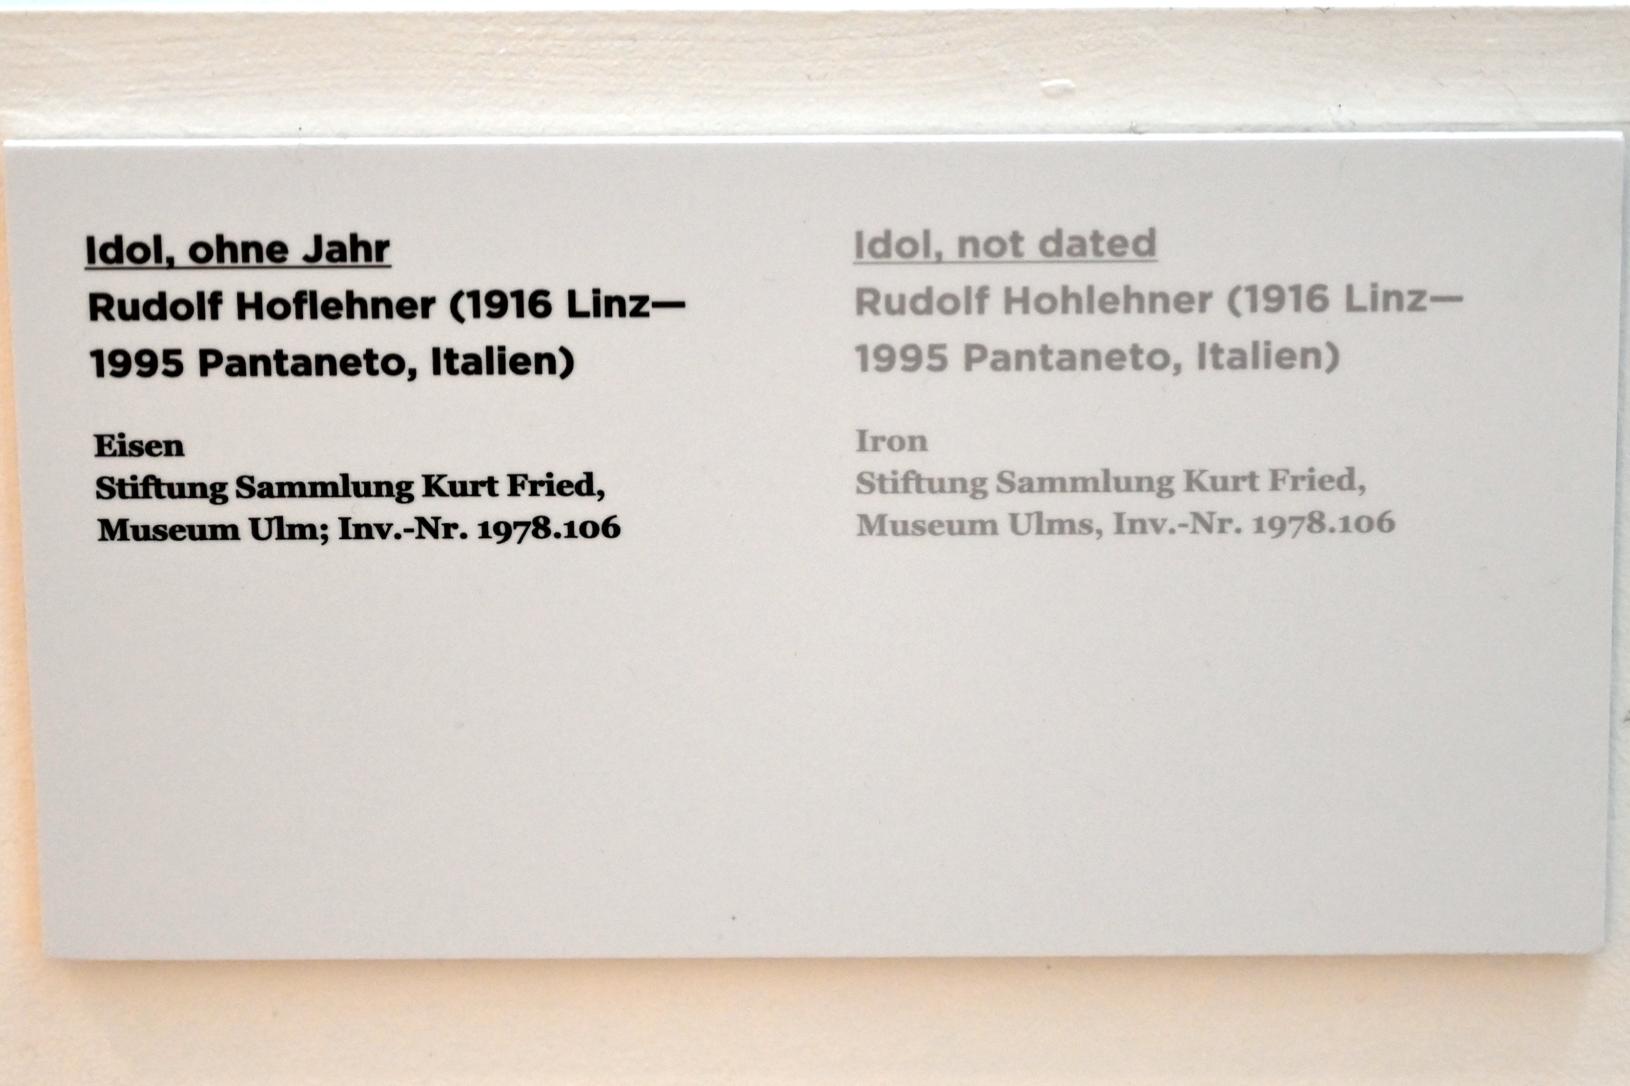 Idol, ohne Jahr
Rudolf Hoflehner (1916 Linz—
1995 Pantaneto, Italien)
Eisen
Stiftung Sammlung Kurt Fried,
Museum Ulm; Inv.-Nr. 1978.106
Idol, not dated
Rudolf Hohlehner (1916 Linz—
1995 Pantaneto, Italien)
Iron
Stiftung Sammlung Kurt Fried,
Museum Ulms, Inv.-Nr. 1978.106